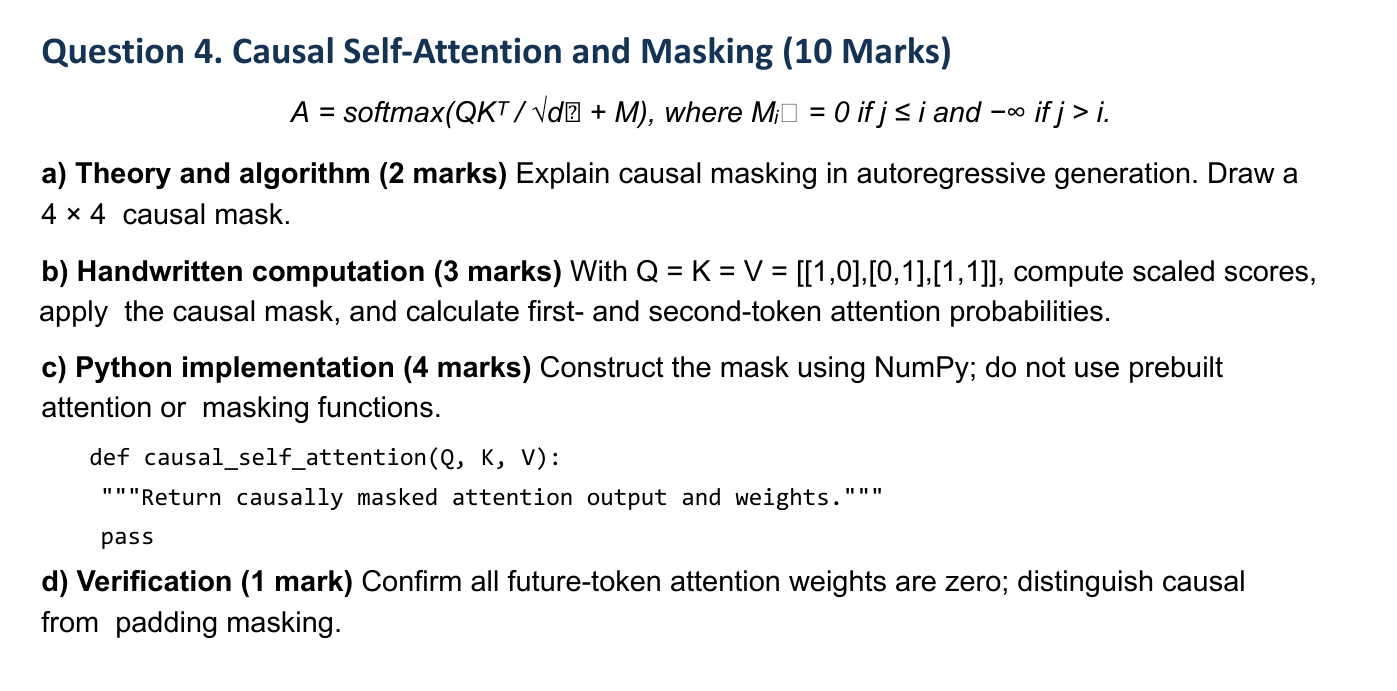 Question 4. Causal Self-Attention and Masking (10 Marks)
A = softmax(QKᵀ / √d⍰ + M), where Mᵢ□ = 0 if j ≤ i and −∞ if j > i.
a) Theory and algorithm (2 marks) Explain causal masking in autoregressive generation. Draw a
4 × 4 causal mask.
b) Handwritten computation (3 marks) With Q = K = V = [[1,0],[0,1],[1,1]], compute scaled scores,
apply the causal mask, and calculate first- and second-token attention probabilities.
c) Python implementation (4 marks) Construct the mask using NumPy; do not use prebuilt
attention or masking functions.
def causal_self_attention(Q, K, V):
"""Return causally masked attention output and weights."""
pass
d) Verification (1 mark) Confirm all future-token attention weights are zero; distinguish causal
from padding masking.